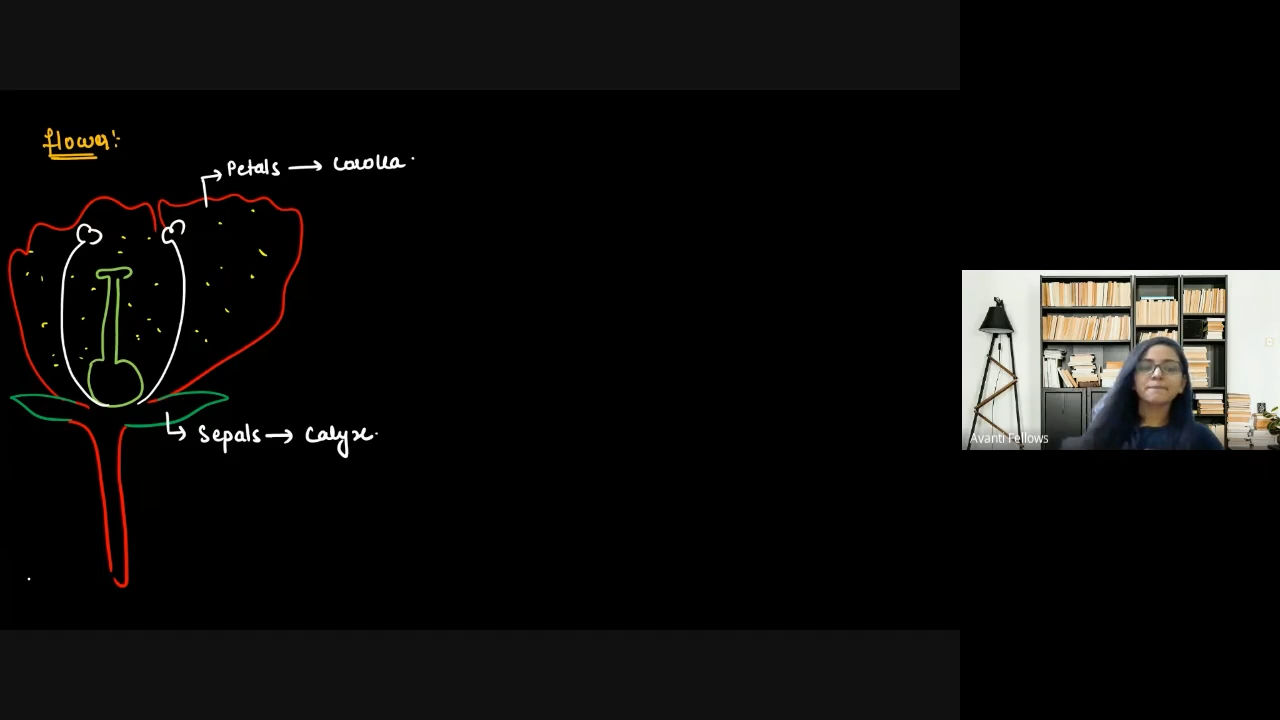 flower:
Petals → Corolla.
Sepals → Calyx.
Avanti Fellows